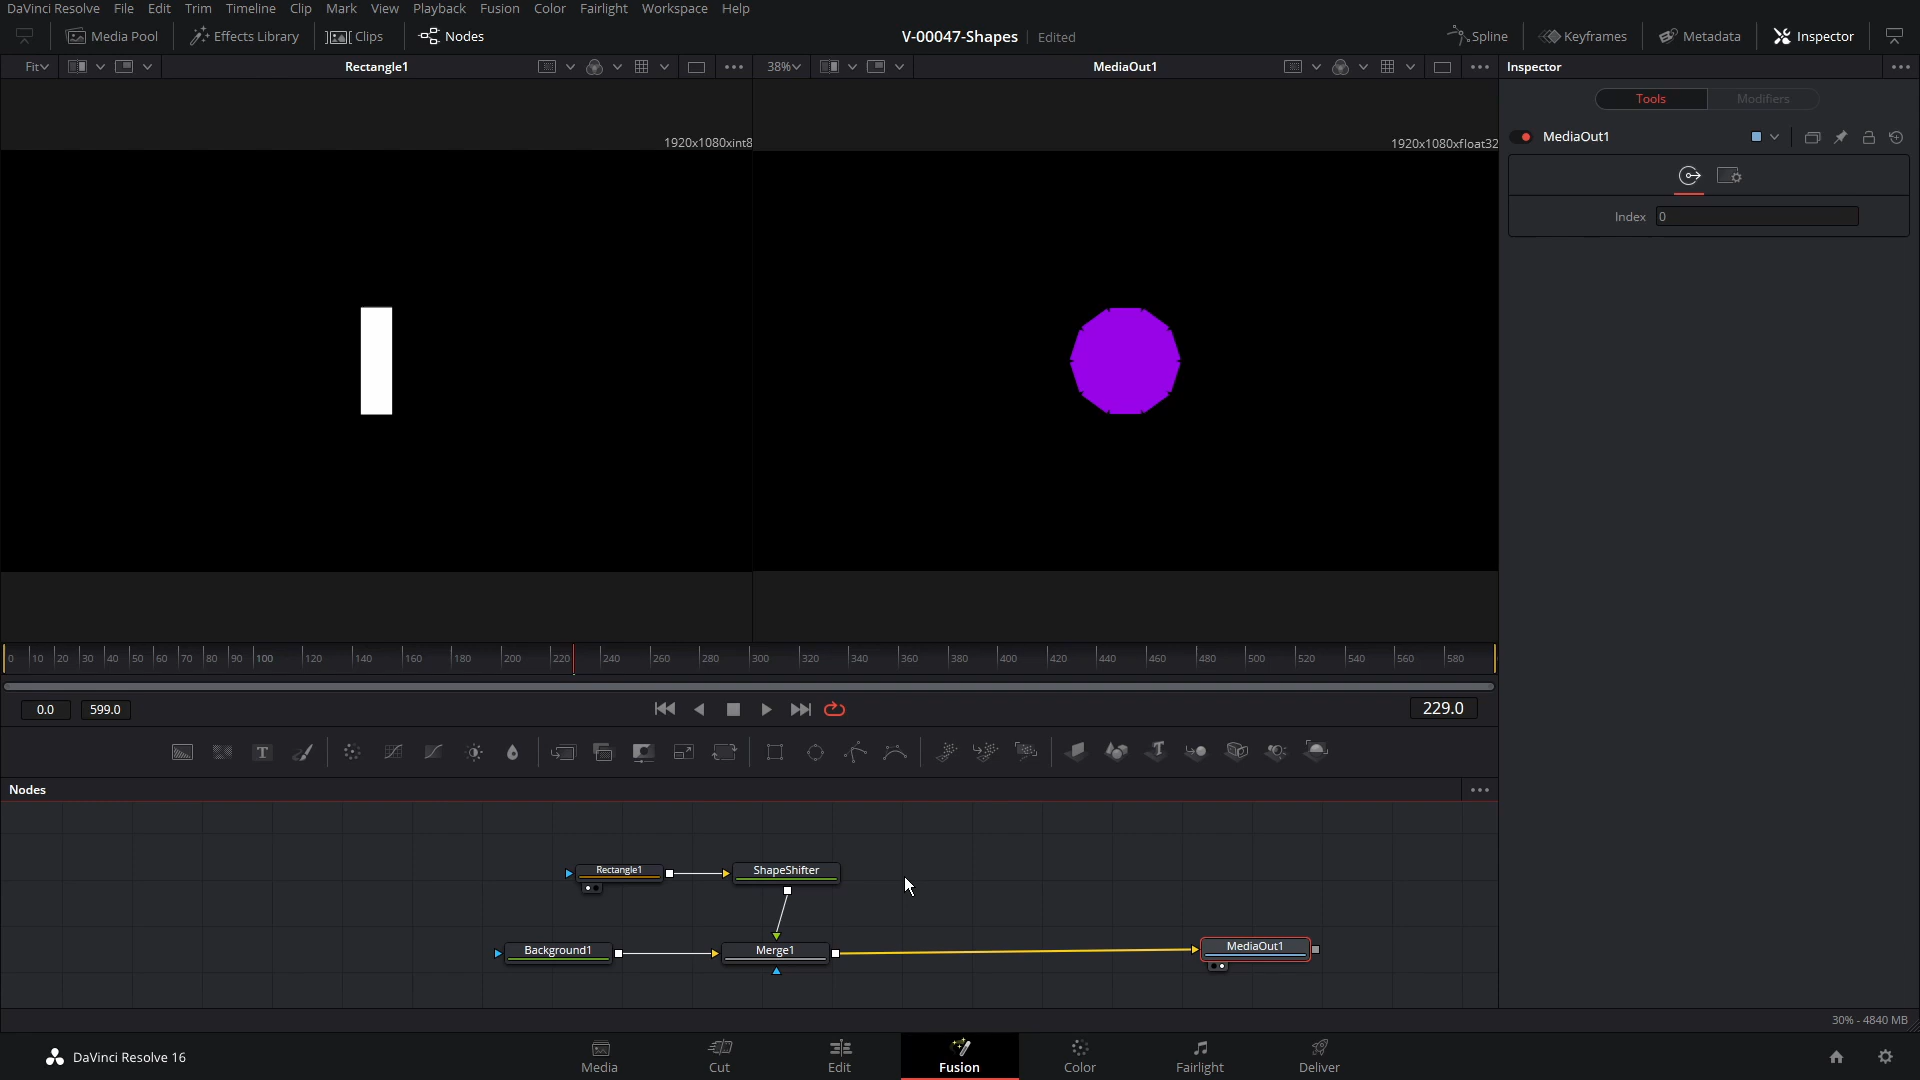 DaVinci Resolve File Edit Trim Timeline Clip Mark View Playback Fusion Color Fairlight Workspace Help
Media Pool Effects Library Clips Nodes V-00047-Shapes Edited Spline Keyframes Metadata Inspector
Fit Rectangle1 38% MediaOut1 Inspector
Tools Modifiers
MediaOut1
1920x1080xint8 1920x1080xfloat32
Index 0
0 10 20 30 40 50 60 70 80 90 100 120 140 160 180 200 220 240 260 280 300 320 340 360 380 400 420 440 460 480 500 520 540 560 580
0.0 599.0 229.0
T T
Nodes
Rectangle1 ShapeShifter
Background1 Merge1 MediaOut1
30% - 4840 MB
DaVinci Resolve 16 Media Cut Edit Fusion Color Fairlight Deliver